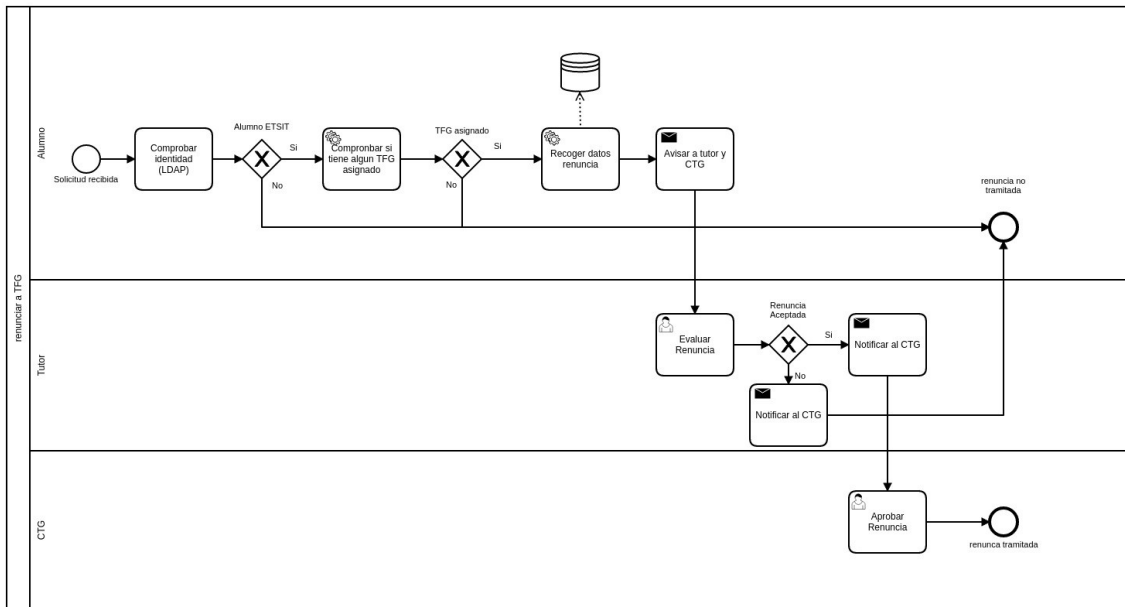 renunciar a TFG
Alumno
Solicitud recibida
Comprobar
identidad
(LDAP)
Alumno ETSIT
Si
No
Compronbar si
tiene algun TFG
asignado
TFG asignado
Si
No
Recoger datos
renuncia
Avisar a tutor y
CTG
renuncia no
tramitada
Tutor
Evaluar
Renuncia
Renuncia
Aceptada
Si
No
Notificar al CTG
Notificar al CTG
CTG
Aprobar
Renuncia
renunca tramitada